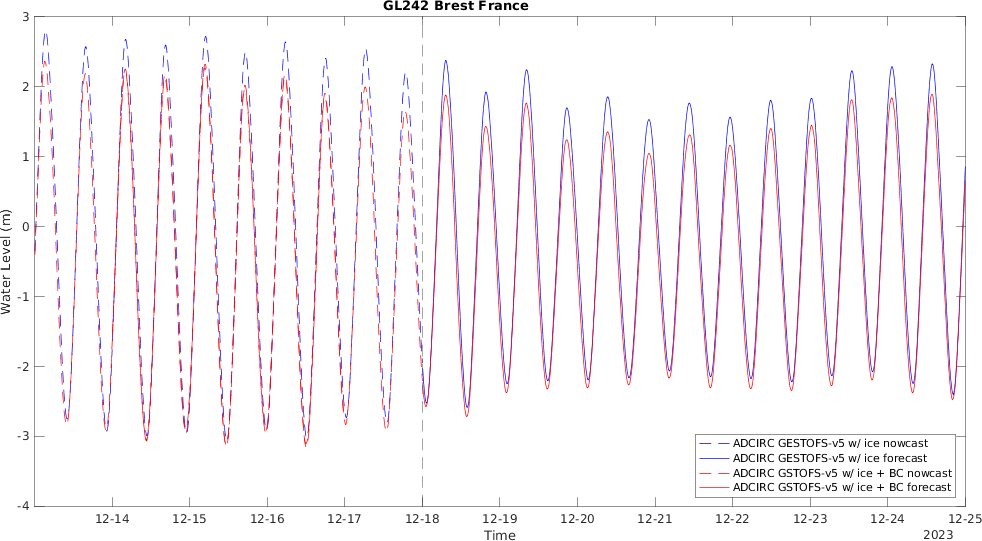 GL242 Brest France
3
2
1
0
-1
-2
-3
-4
Water Level (m)
ADCIRC GESTOFS-v5 w/ ice nowcast
ADCIRC GESTOFS-v5 w/ ice forecast
ADCIRC GSTOFS-v5 w/ ice + BC nowcast
ADCIRC GSTOFS-v5 w/ ice + BC forecast
12-14 12-15 12-16 12-17 12-18 12-19 12-20 12-21 12-22 12-23 12-24 12-25
Time
2023